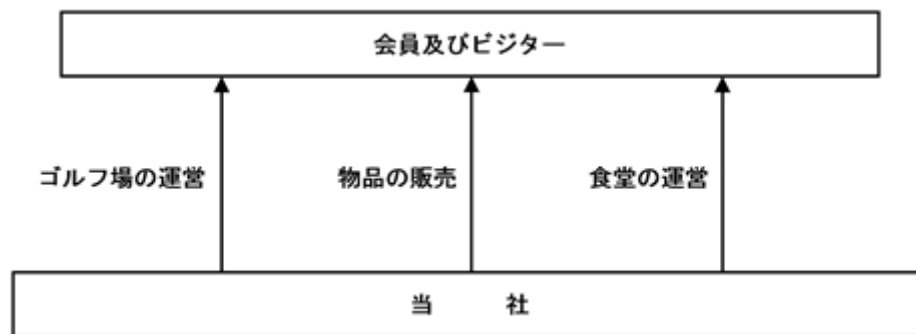 会員及びビジター
ゴルフ場の運営
物品の販売
食堂の運営
当 社